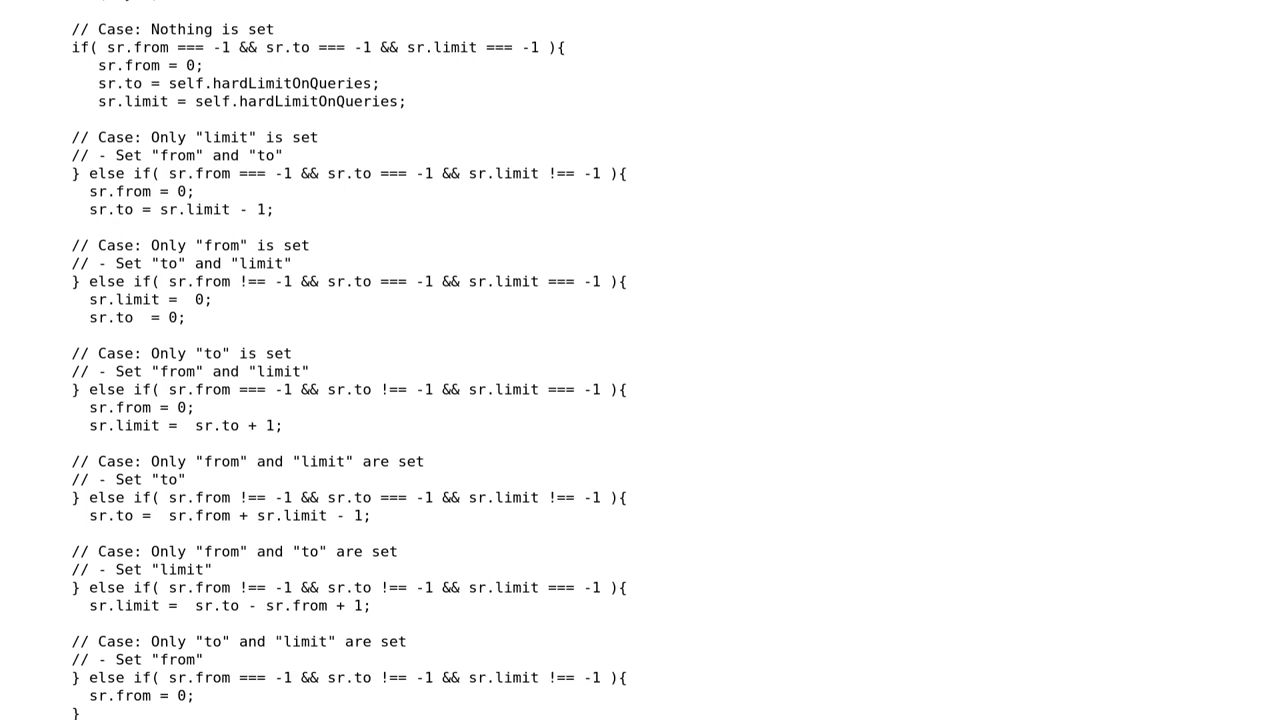 // Case: Nothing is set
if( sr.from === -1 && sr.to === -1 && sr.limit === -1 ){
   sr.from = 0;
   sr.to = self.hardLimitOnQueries;
   sr.limit = self.hardLimitOnQueries;

// Case: Only "limit" is set
// - Set "from" and "to"
} else if( sr.from === -1 && sr.to === -1 && sr.limit !== -1 ){
  sr.from = 0;
  sr.to = sr.limit - 1;

// Case: Only "from" is set
// - Set "to" and "limit"
} else if( sr.from !== -1 && sr.to === -1 && sr.limit === -1 ){
  sr.limit =  0;
  sr.to  = 0;

// Case: Only "to" is set
// - Set "from" and "limit"
} else if( sr.from === -1 && sr.to !== -1 && sr.limit === -1 ){
  sr.from = 0;
  sr.limit =  sr.to + 1;

// Case: Only "from" and "limit" are set
// - Set "to"
} else if( sr.from !== -1 && sr.to === -1 && sr.limit !== -1 ){
  sr.to =  sr.from + sr.limit - 1;

// Case: Only "from" and "to" are set
// - Set "limit"
} else if( sr.from !== -1 && sr.to !== -1 && sr.limit === -1 ){
  sr.limit =  sr.to - sr.from + 1;

// Case: Only "to" and "limit" are set
// - Set "from"
} else if( sr.from === -1 && sr.to !== -1 && sr.limit !== -1 ){
  sr.from = 0;
}